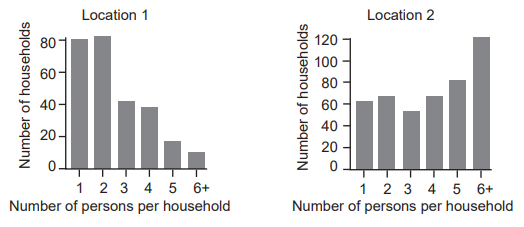 Location 1
Number of households
80
60
40
20
0
1 2 3 4 5 6+
Number of persons per household
Location 2
Number of households
120
100
80
60
40
20
0
1 2 3 4 5 6+
Number of persons per household